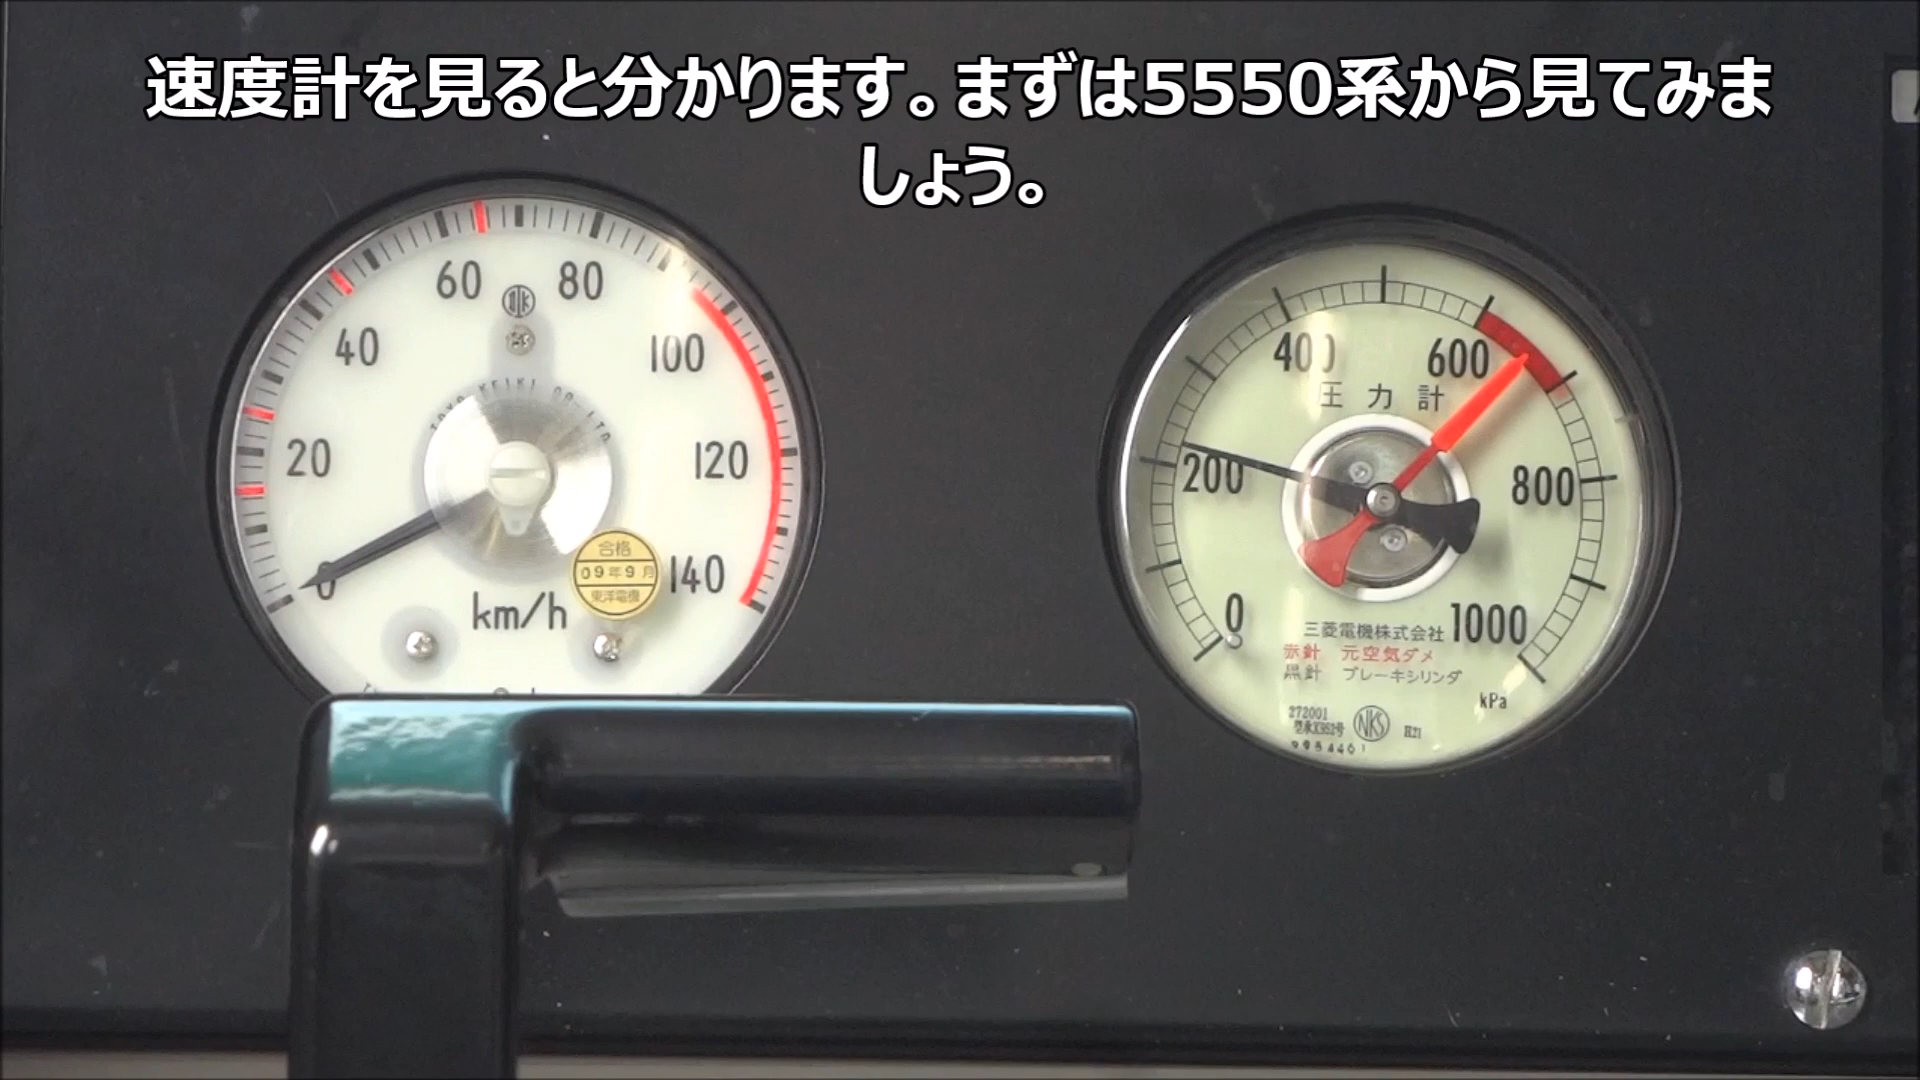 速度計を見ると分かります。まずは5550系から見てみま
しょう。
0
20
40
60
80
100
120
140
km/h
合格
09年9月
東洋電機
0
200
400
600
800
1000
圧力計
三菱電機株式会社
赤針 元空気ダメ
黒針 ブレーキシリンダ
kPa
272001
NKS
H21